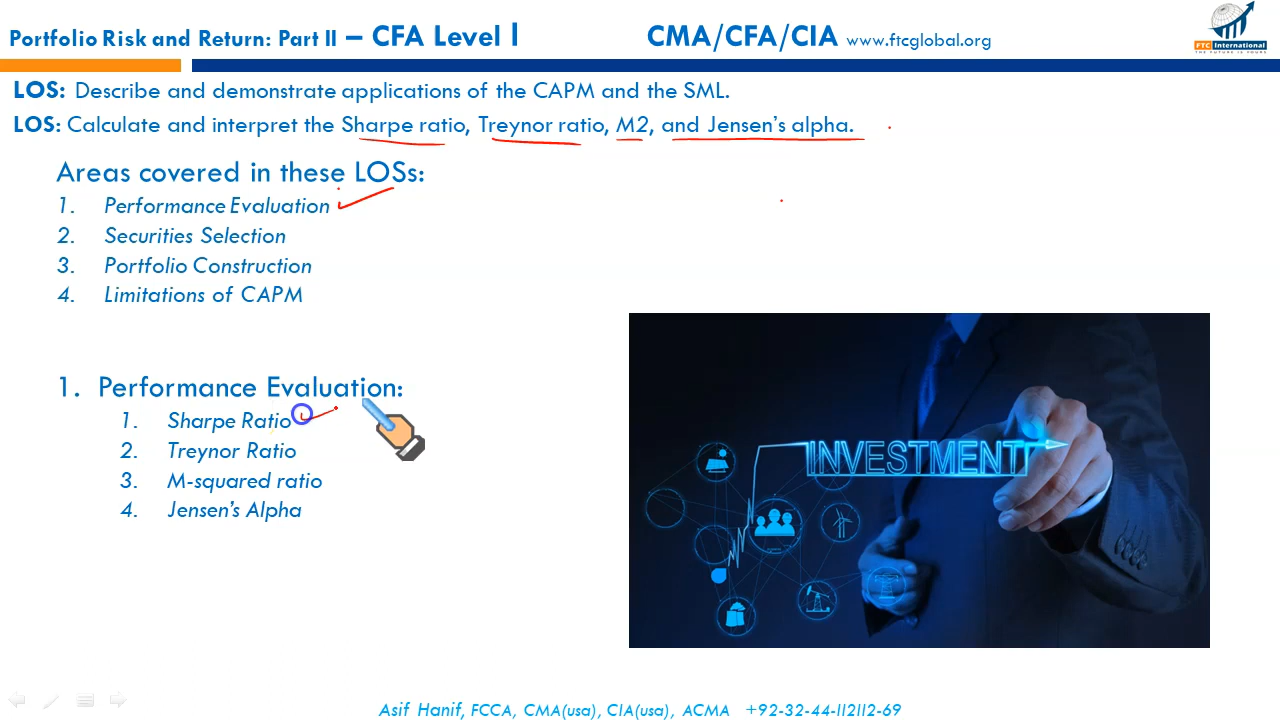 Portfolio Risk and Return: Part II – CFA Level I CMA/CFA/CIA www.ftcglobal.org
FTC International
THE FUTURE IS YOURS
LOS: Describe and demonstrate applications of the CAPM and the SML.
LOS: Calculate and interpret the Sharpe ratio, Treynor ratio, M2, and Jensen's alpha.
Areas covered in these LOSs:
1. Performance Evaluation
2. Securities Selection
3. Portfolio Construction
4. Limitations of CAPM
1. Performance Evaluation:
1. Sharpe Ratio
2. Treynor Ratio
3. M-squared ratio
4. Jensen's Alpha
INVESTMENT
Asif Hanif, FCCA, CMA(usa), CIA(usa), ACMA +92-32-44-112112-69